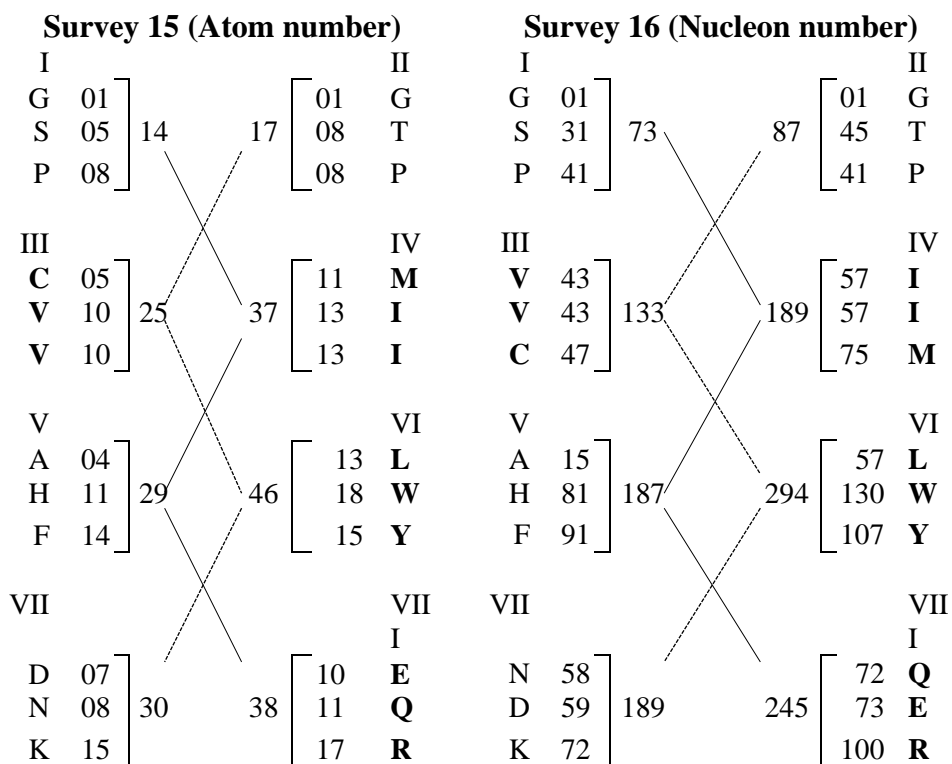 Survey 15 (Atom number) Survey 16 (Nucleon number)
I II I II
G 01 01 G G 01 01 G
S 05 14 17 08 T S 31 73 87 45 T
P 08 08 P P 41 41 P
III IV III IV
C 05 11 M V 43 57 I
V 10 25 37 13 I V 43 133 189 57 I
V 10 13 I C 47 75 M
V VI V VI
A 04 13 L A 15 57 L
H 11 29 46 18 W H 81 187 294 130 W
F 14 15 Y F 91 107 Y
VII VII VII VII
I I
D 07 10 E N 58 72 Q
N 08 30 38 11 Q D 59 189 245 73 E
K 15 17 R K 72 100 R